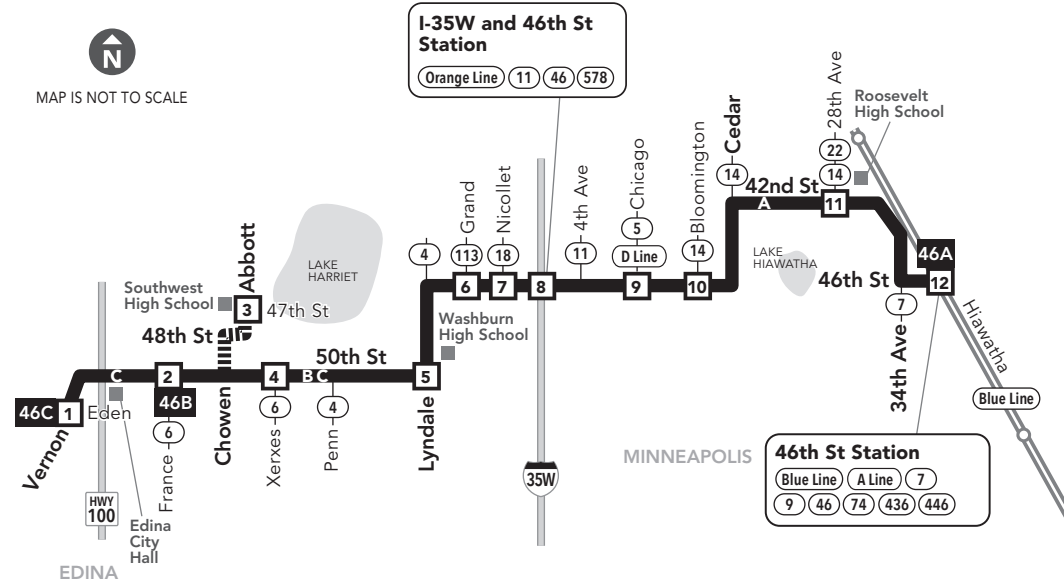 I-35W and 46th St
Station
Orange Line 11 46 578
N
MAP IS NOT TO SCALE
28th Ave
22
14
Roosevelt
High School
Cedar
14
42nd St
A
11
Bloomington
14
Chicago
5
D Line
4th Ave
11
Nicollet
18
Grand
113
4
6
7
8
9
10
LAKE
HIAWATHA
46A
46th St
12
7
34th Ave
Hiawatha
Blue Line
LAKE
HARRIET
Abbott
Southwest
High School
3
47th St
48th St
Washburn
High School
50th St
C
2
4
B C
5
46B
6
France
Chowen
6
Xerxes
4
Penn
Lyndale
46C
1
Eden
Vernon
35W
MINNEAPOLIS
46th St Station
Blue Line A Line 7
9 46 74 436 446
HWY
100
Edina
City
Hall
EDINA